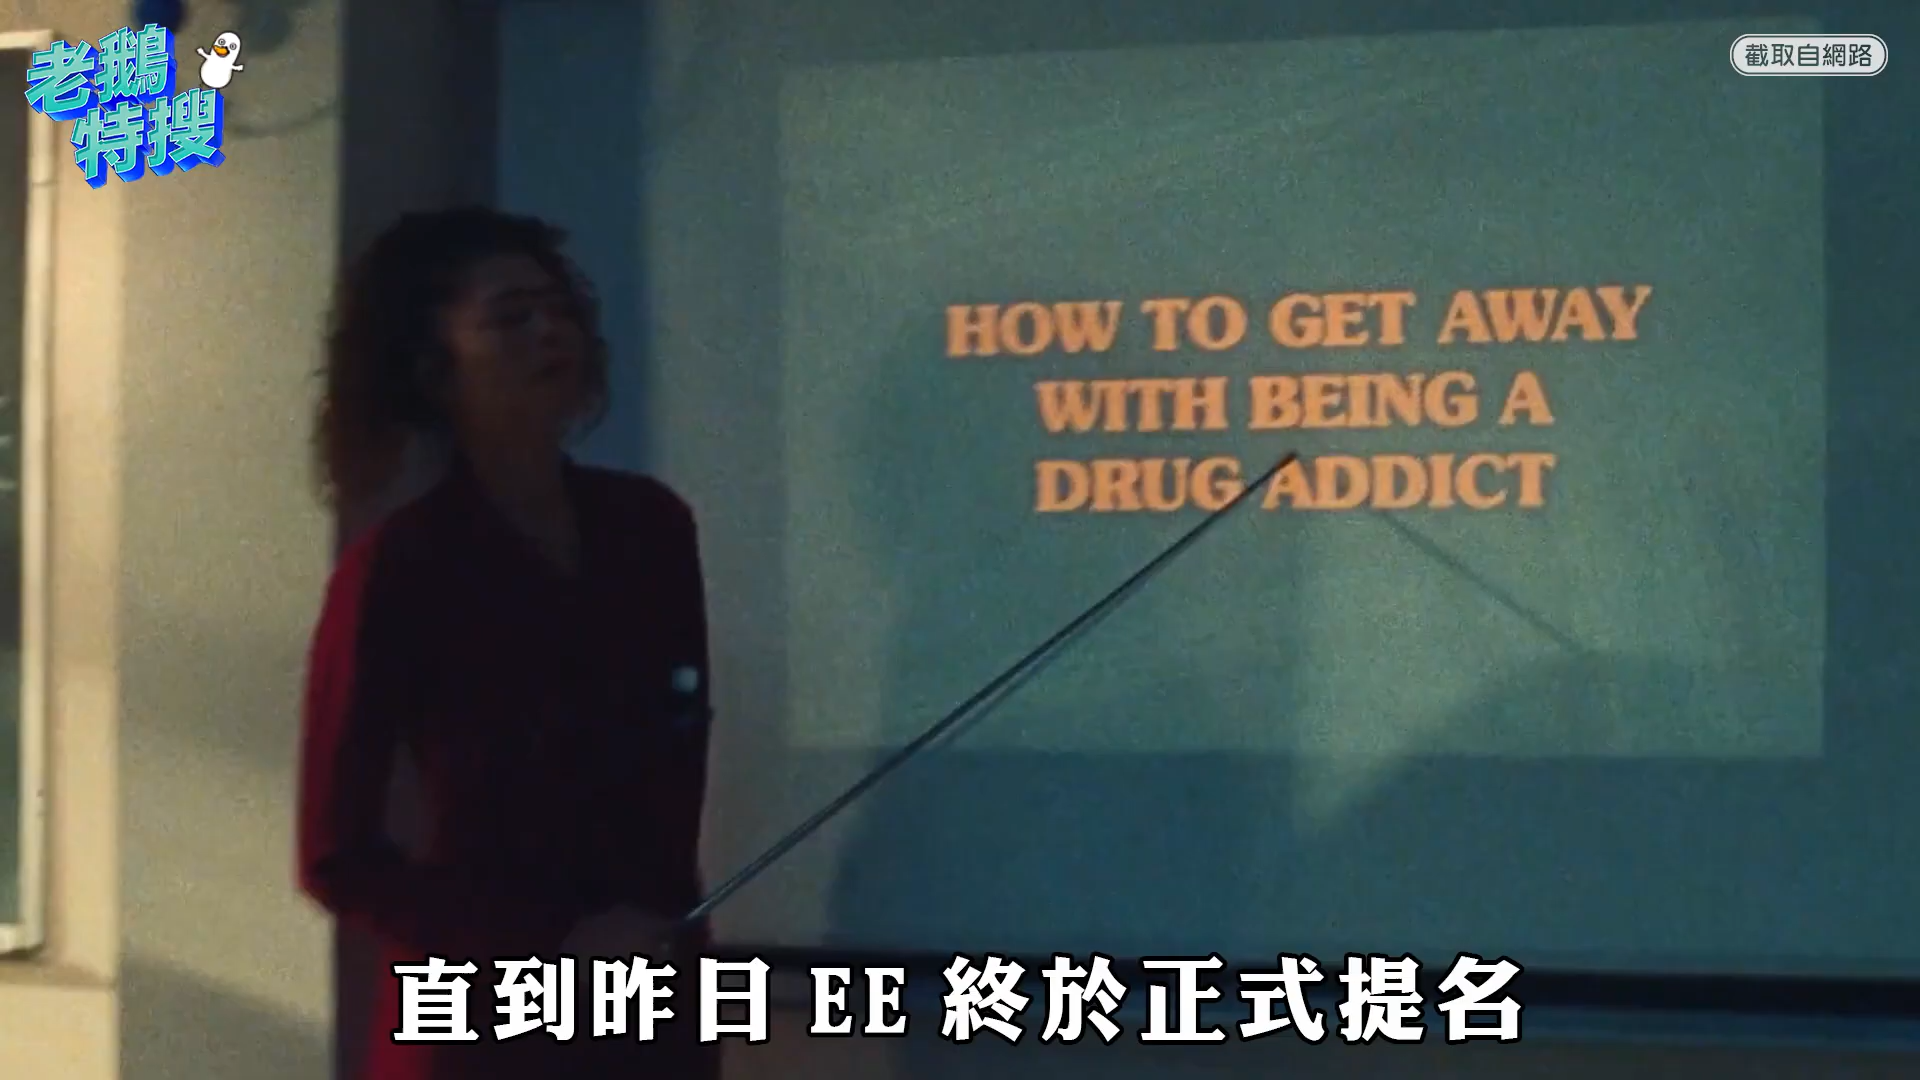 老鵝
特搜
截取自網路
HOW TO GET AWAY
WITH BEING A
DRUG ADDICT
直到昨日 EE 終於正式提名